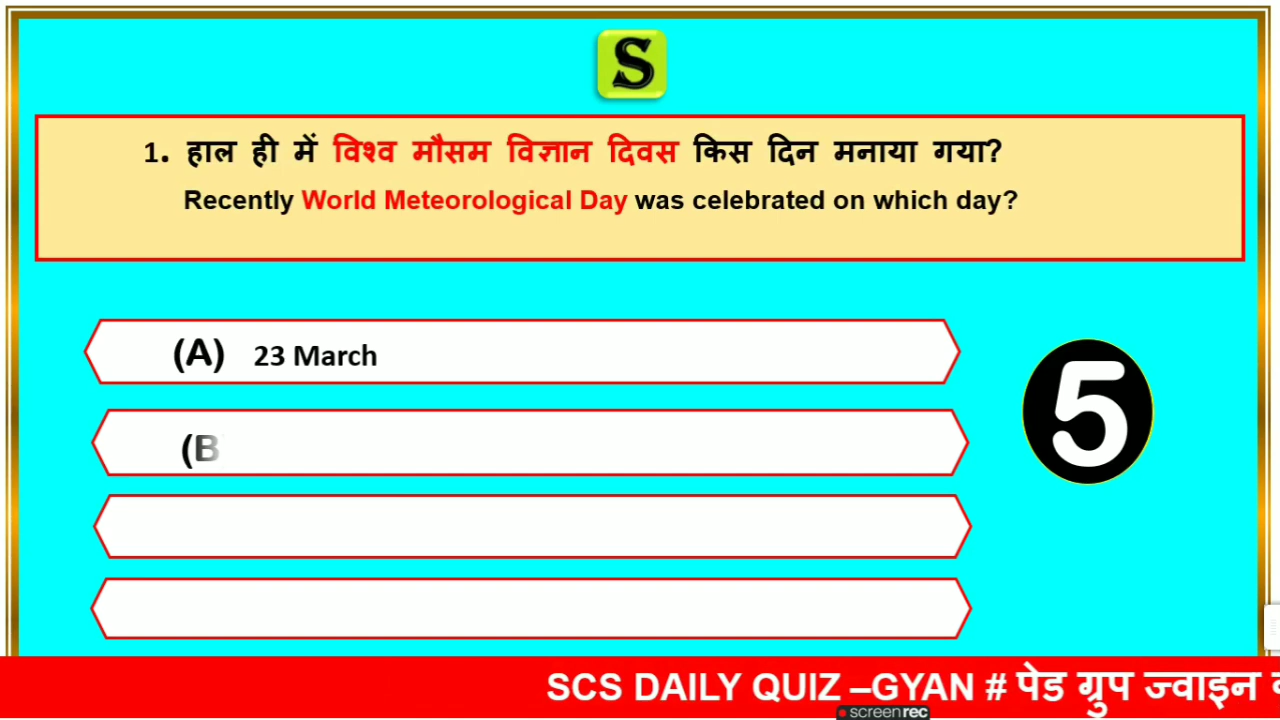 S
1. हाल ही में विश्व मौसम विज्ञान दिवस किस दिन मनाया गया?
Recently World Meteorological Day was celebrated on which day?
(A) 23 March
5
(B
SCS DAILY QUIZ –GYAN # पेड ग्रुप ज्वाइन
screenrec